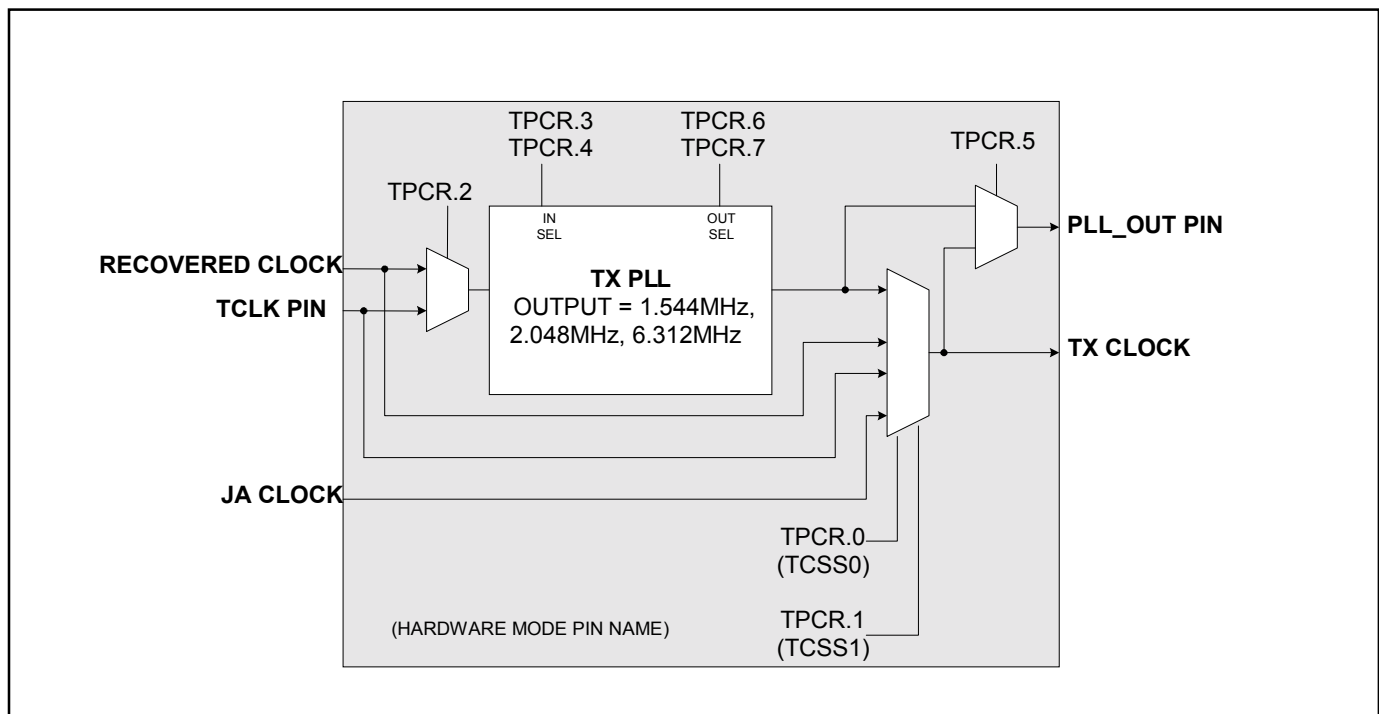 TPCR.3
TPCR.4
TPCR.6
TPCR.7
TPCR.5
TPCR.2
IN
SEL
OUT
SEL
RECOVERED CLOCK
TCLK PIN
TX PLL
OUTPUT = 1.544MHz,
2.048MHz, 6.312MHz
PLL_OUT PIN
TX CLOCK
JA CLOCK
TPCR.0
(TCSS0)
TPCR.1
(TCSS1)
(HARDWARE MODE PIN NAME)